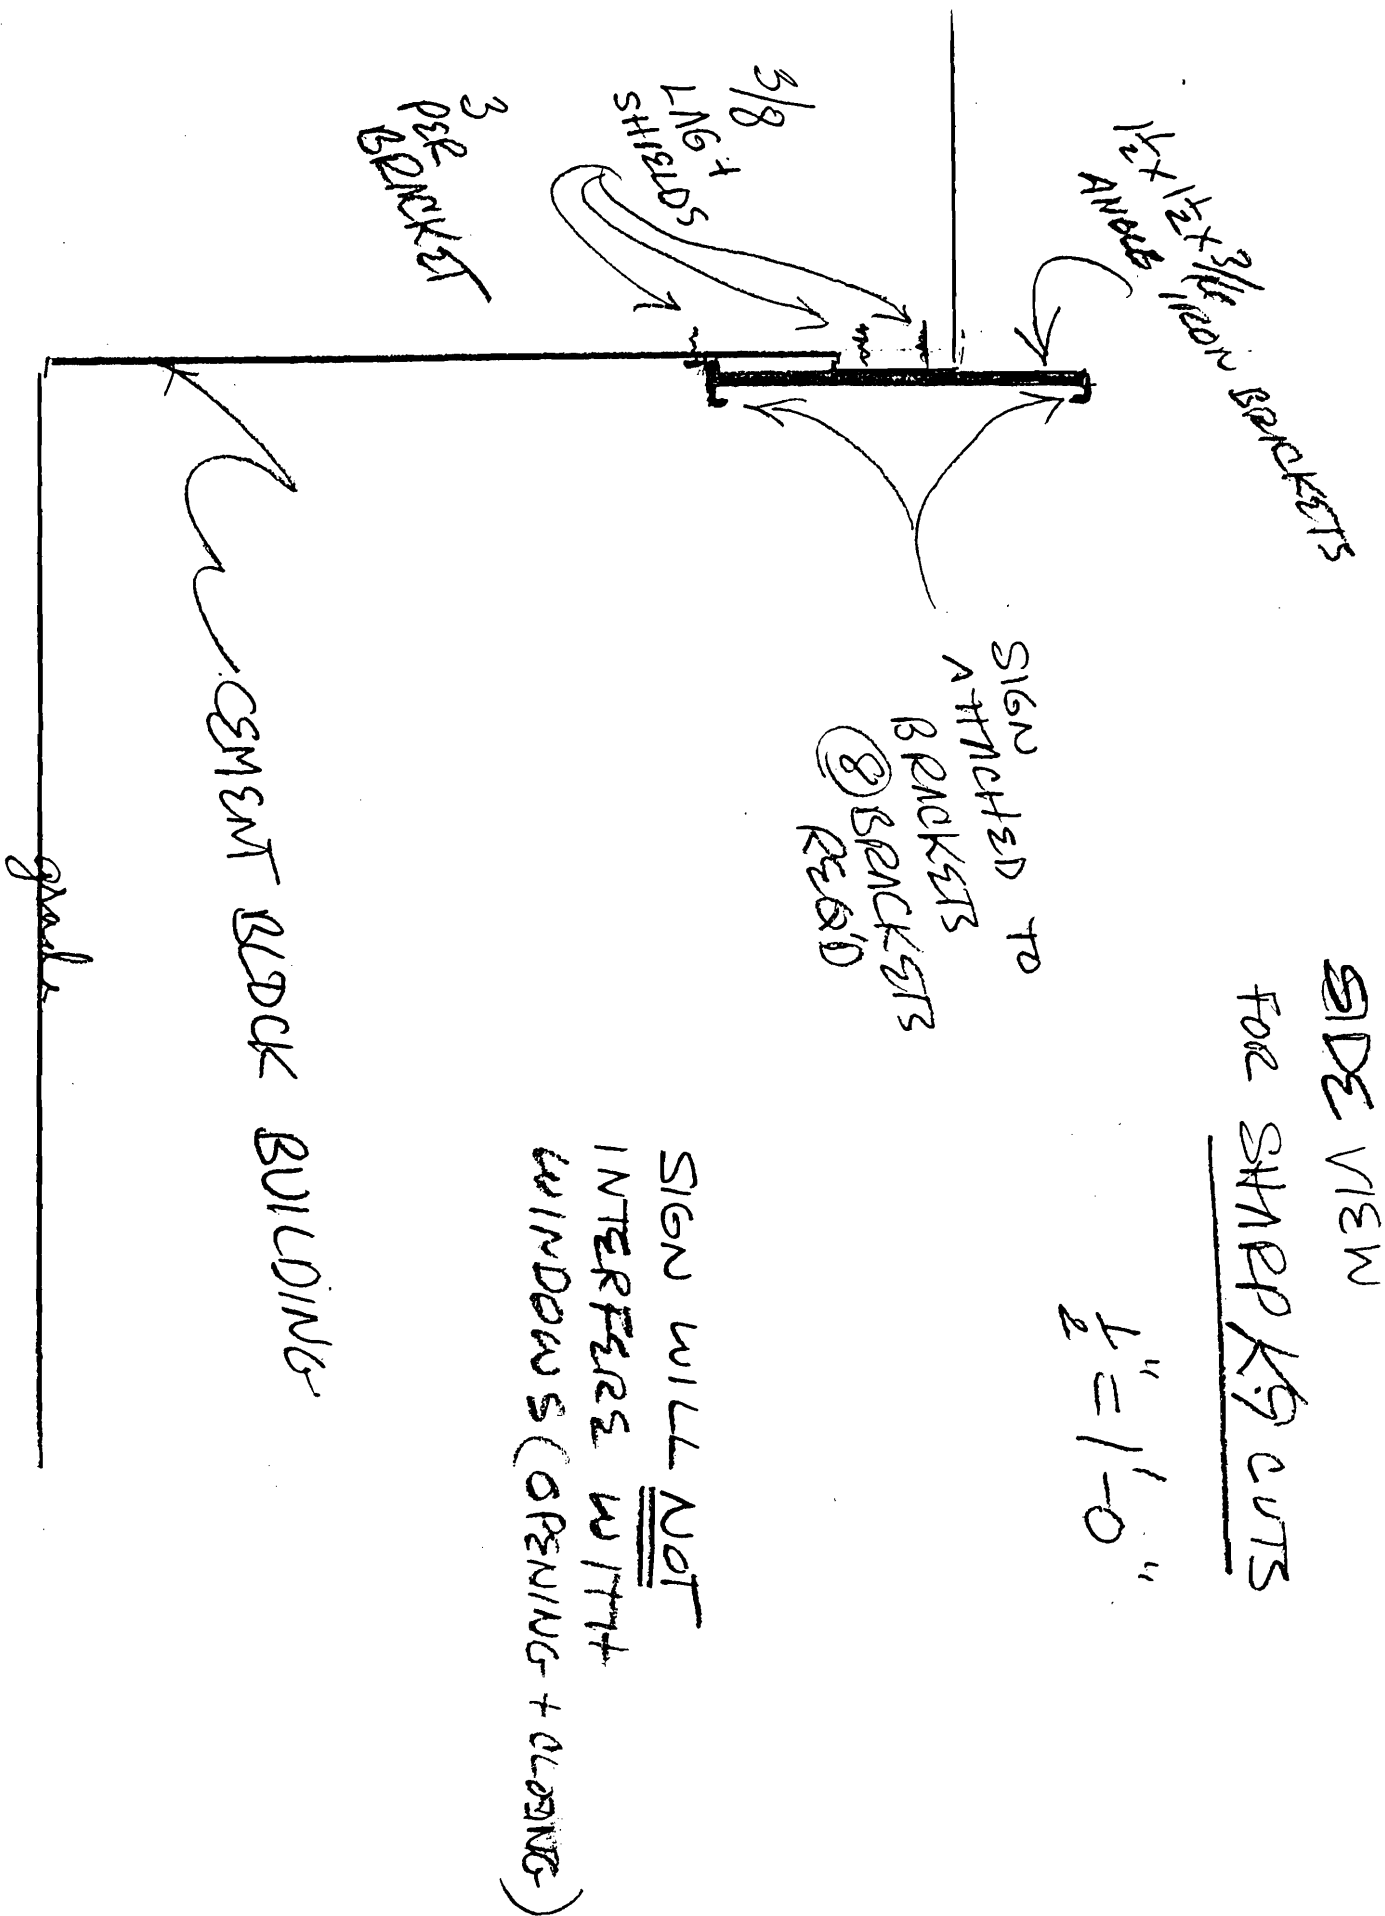 SIDE VIEW
FOR SHARP K9 CUTS
1/2" = 1'-0"
1 1/2 x 1 1/2 x 3/16
ANGLE IRON BRACKETS
3/8
LAG +
SHIELDS
3
PER
BRACKET
SIGN
ATTACHED TO
BRACKETS
8 BRACKETS
REQ'D
SIGN WILL NOT
INTERFERE WITH
WINDOWS (OPENING + CLOSING)
CEMENT BLOCK BUILDING
grade